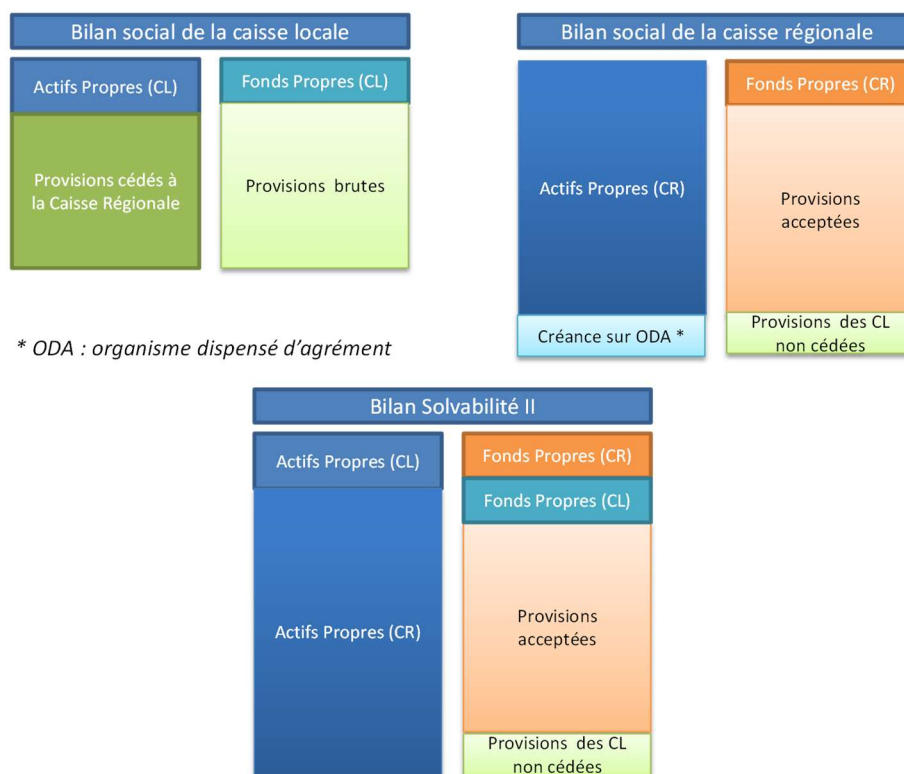 Bilan social de la caisse locale
Actifs Propres (CL)
Fonds Propres (CL)
Provisions cédés à
la Caisse Régionale
Provisions brutes
Bilan social de la caisse régionale
Actifs Propres (CR)
Fonds Propres (CR)
Provisions
acceptées
Créance sur ODA *
Provisions des CL
non cédées
* ODA : organisme dispensé d'agrément
Bilan Solvabilité II
Actifs Propres (CL)
Fonds Propres (CR)
Fonds Propres (CL)
Actifs Propres (CR)
Provisions
acceptées
Provisions des CL
non cédées